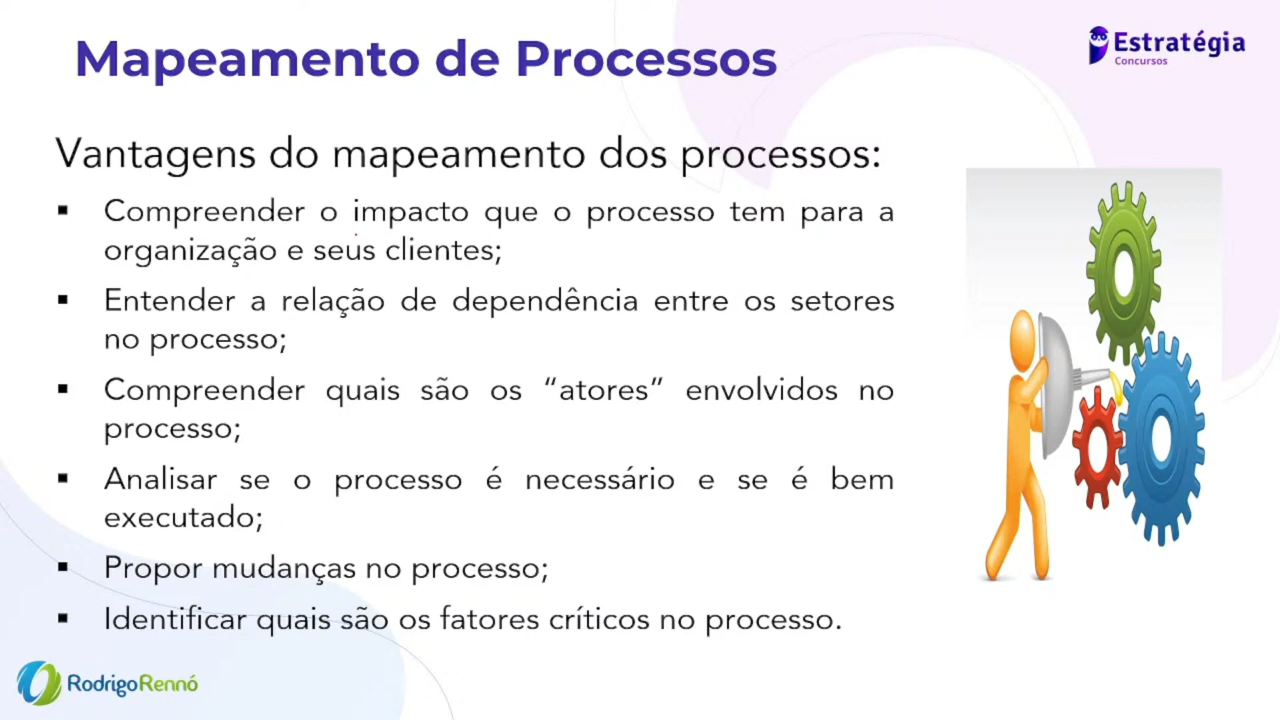 Mapeamento de Processos
Estratégia
Concursos
Vantagens do mapeamento dos processos:
▪ Compreender o impacto que o processo tem para a
organização e seus clientes;
▪ Entender a relação de dependência entre os setores
no processo;
▪ Compreender quais são os “atores” envolvidos no
processo;
▪ Analisar se o processo é necessário e se é bem
executado;
▪ Propor mudanças no processo;
▪ Identificar quais são os fatores críticos no processo.
RodrigoRennó